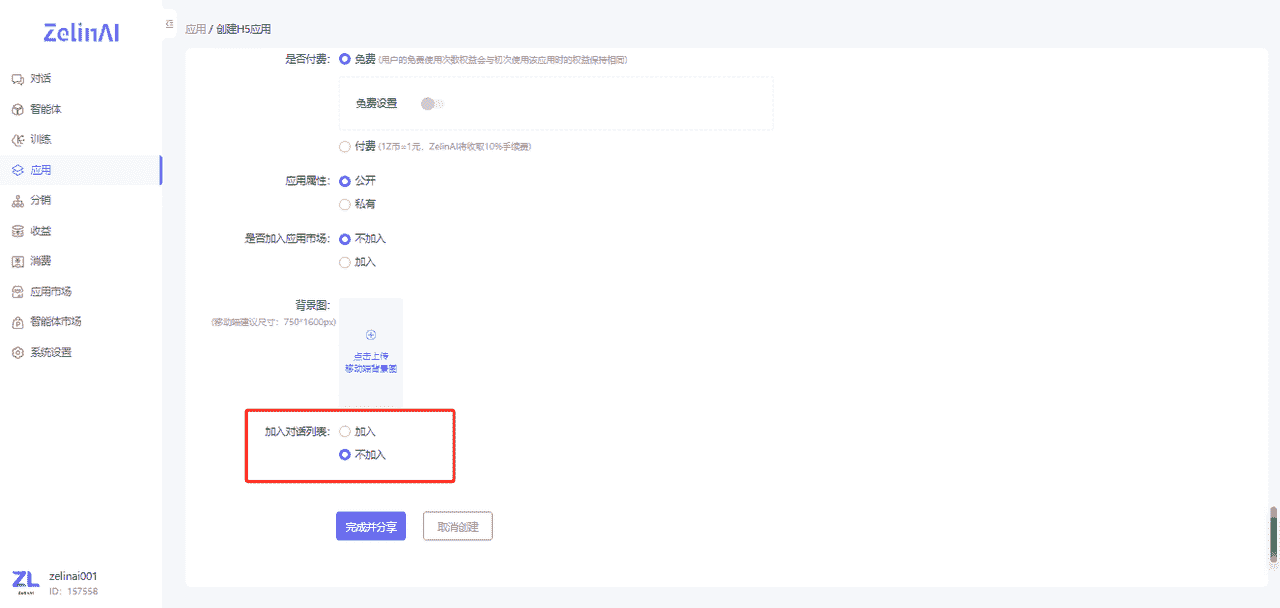 ZelinAI
对话
智能体
训练
应用
分销
收益
消费
应用市场
智能体市场
系统设置
ZL
zelinai001
ID: 157558
应用 / 创建H5应用
是否付费: 免费 (用户的免费使用次数权益会与初次使用该应用时的权益保持相同)
免费设置
付费 (1Z币=1元, ZelinAI将收取10%手续费)
应用属性: 公开
私有
是否加入应用市场: 不加入
加入
背景图:
(移动端建议尺寸: 750*1600px)
点击上传
移动端背景图
加入对话列表: 加入
不加入
完成并分享
取消创建